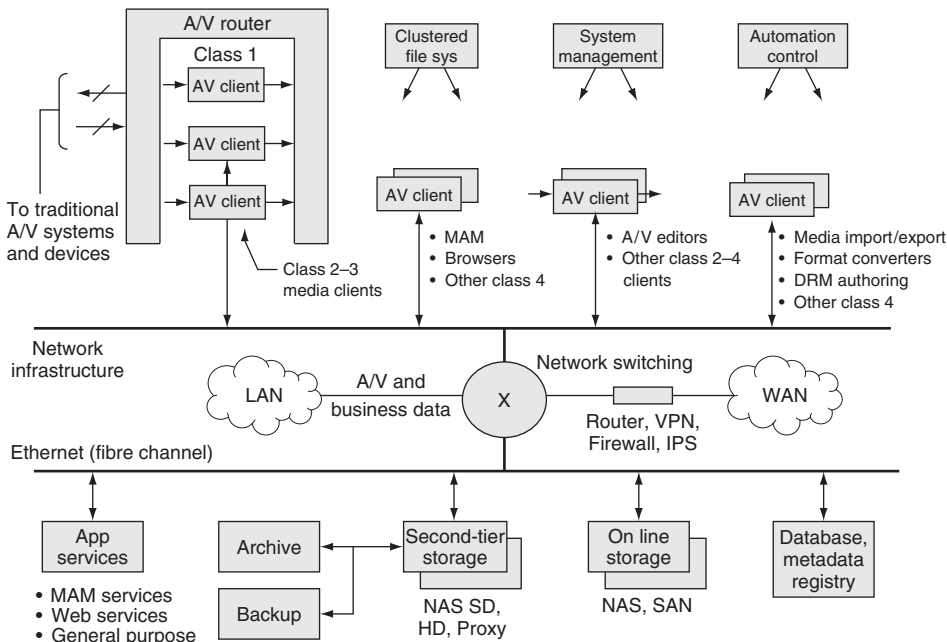 A/V router
Class 1
AV client
AV client
AV client
To traditional
A/V systems
and devices
Class 2–3
media clients
Clustered
file sys
AV client
• MAM
• Browsers
• Other class 4
System
management
AV client
• A/V editors
• Other class 2–4
clients
Automation
control
AV client
• Media import/export
• Format converters
• DRM authoring
• Other class 4
Network
infrastructure
LAN
A/V and
business data
X
Network switching
Router, VPN,
Firewall, IPS
WAN
Ethernet (fibre channel)
App
services
• MAM services
• Web services
• General purpose
Archive
Backup
Second-tier
storage
NAS SD,
HD, Proxy
On line
storage
NAS, SAN
Database,
metadata
registry